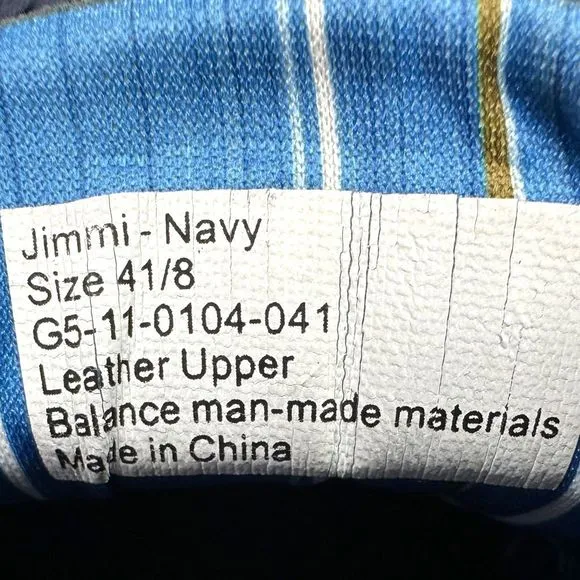 Jimmi - Navy
Size 41/8
G5-11-0104-041
Leather Upper
Balance man-made materials
Made in China